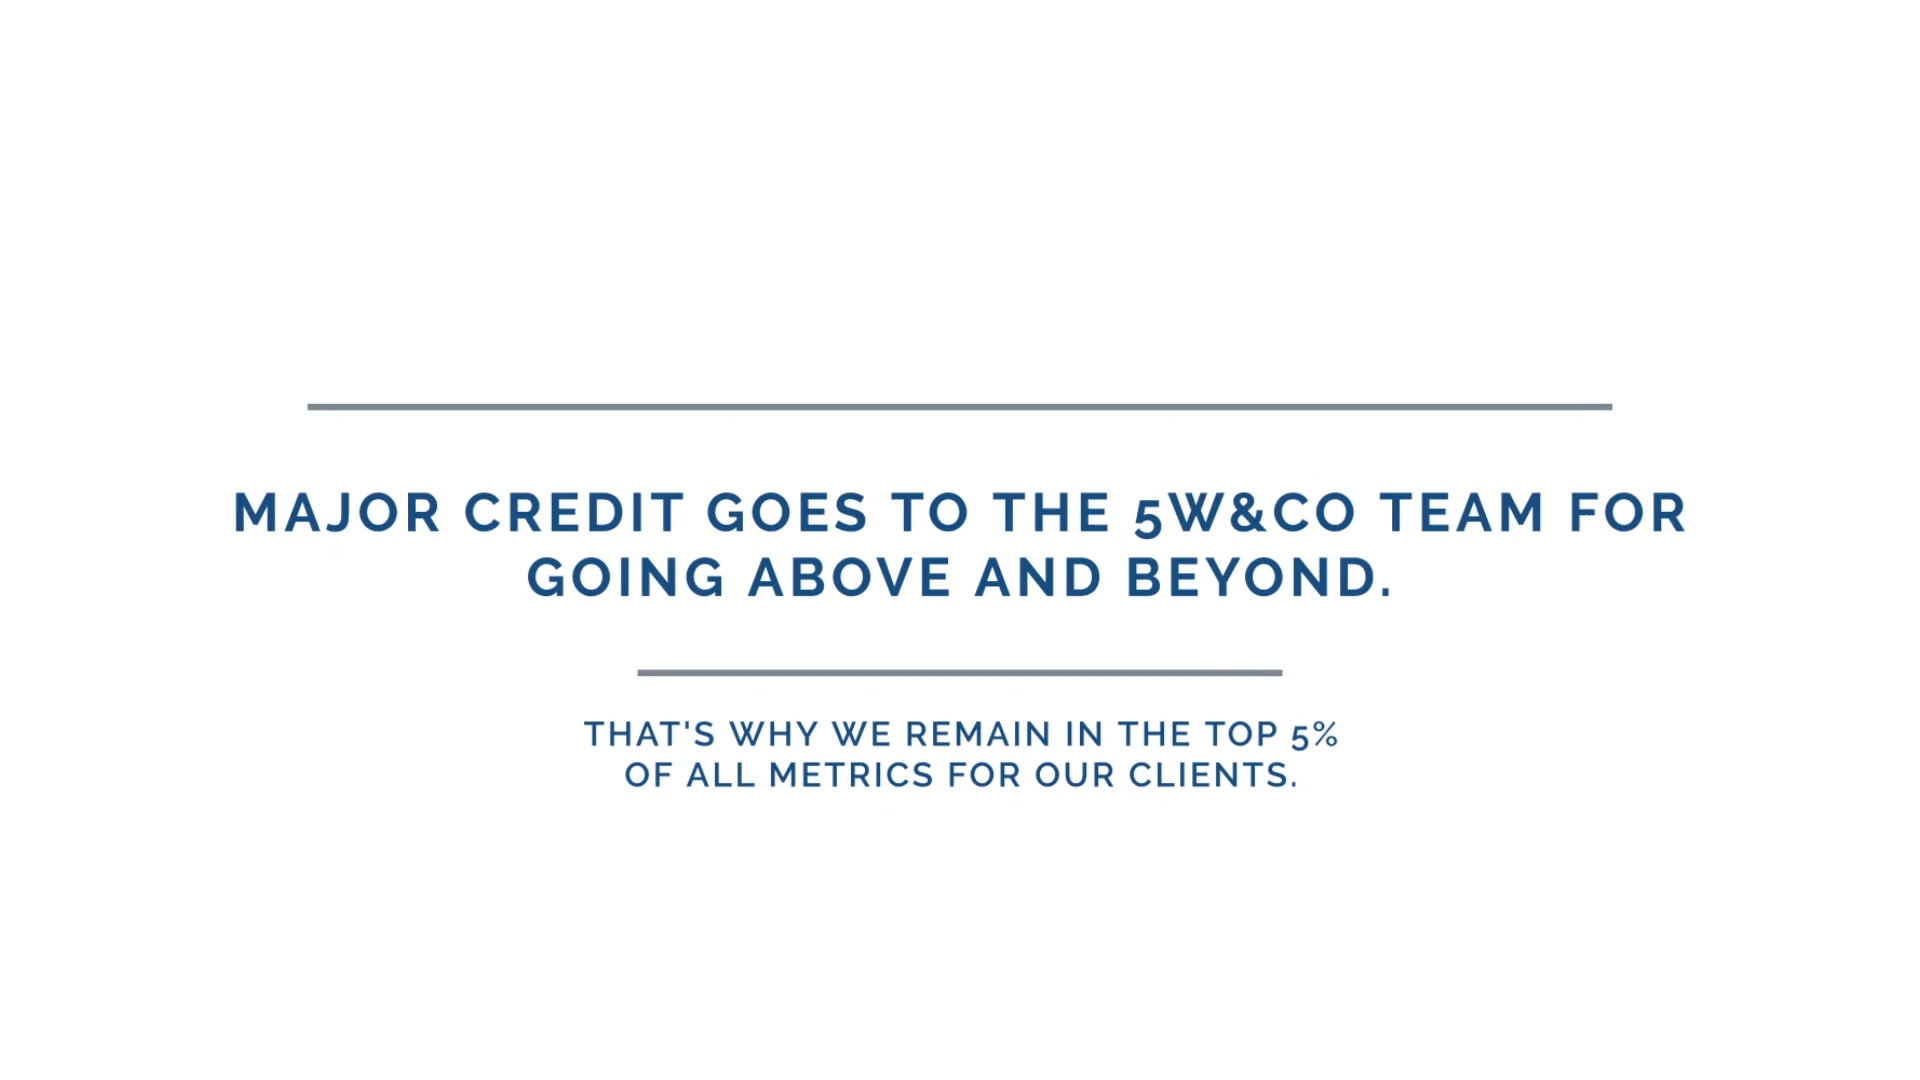 MAJOR CREDIT GOES TO THE 5W&CO TEAM FOR
GOING ABOVE AND BEYOND.
THAT'S WHY WE REMAIN IN THE TOP 5%
OF ALL METRICS FOR OUR CLIENTS.